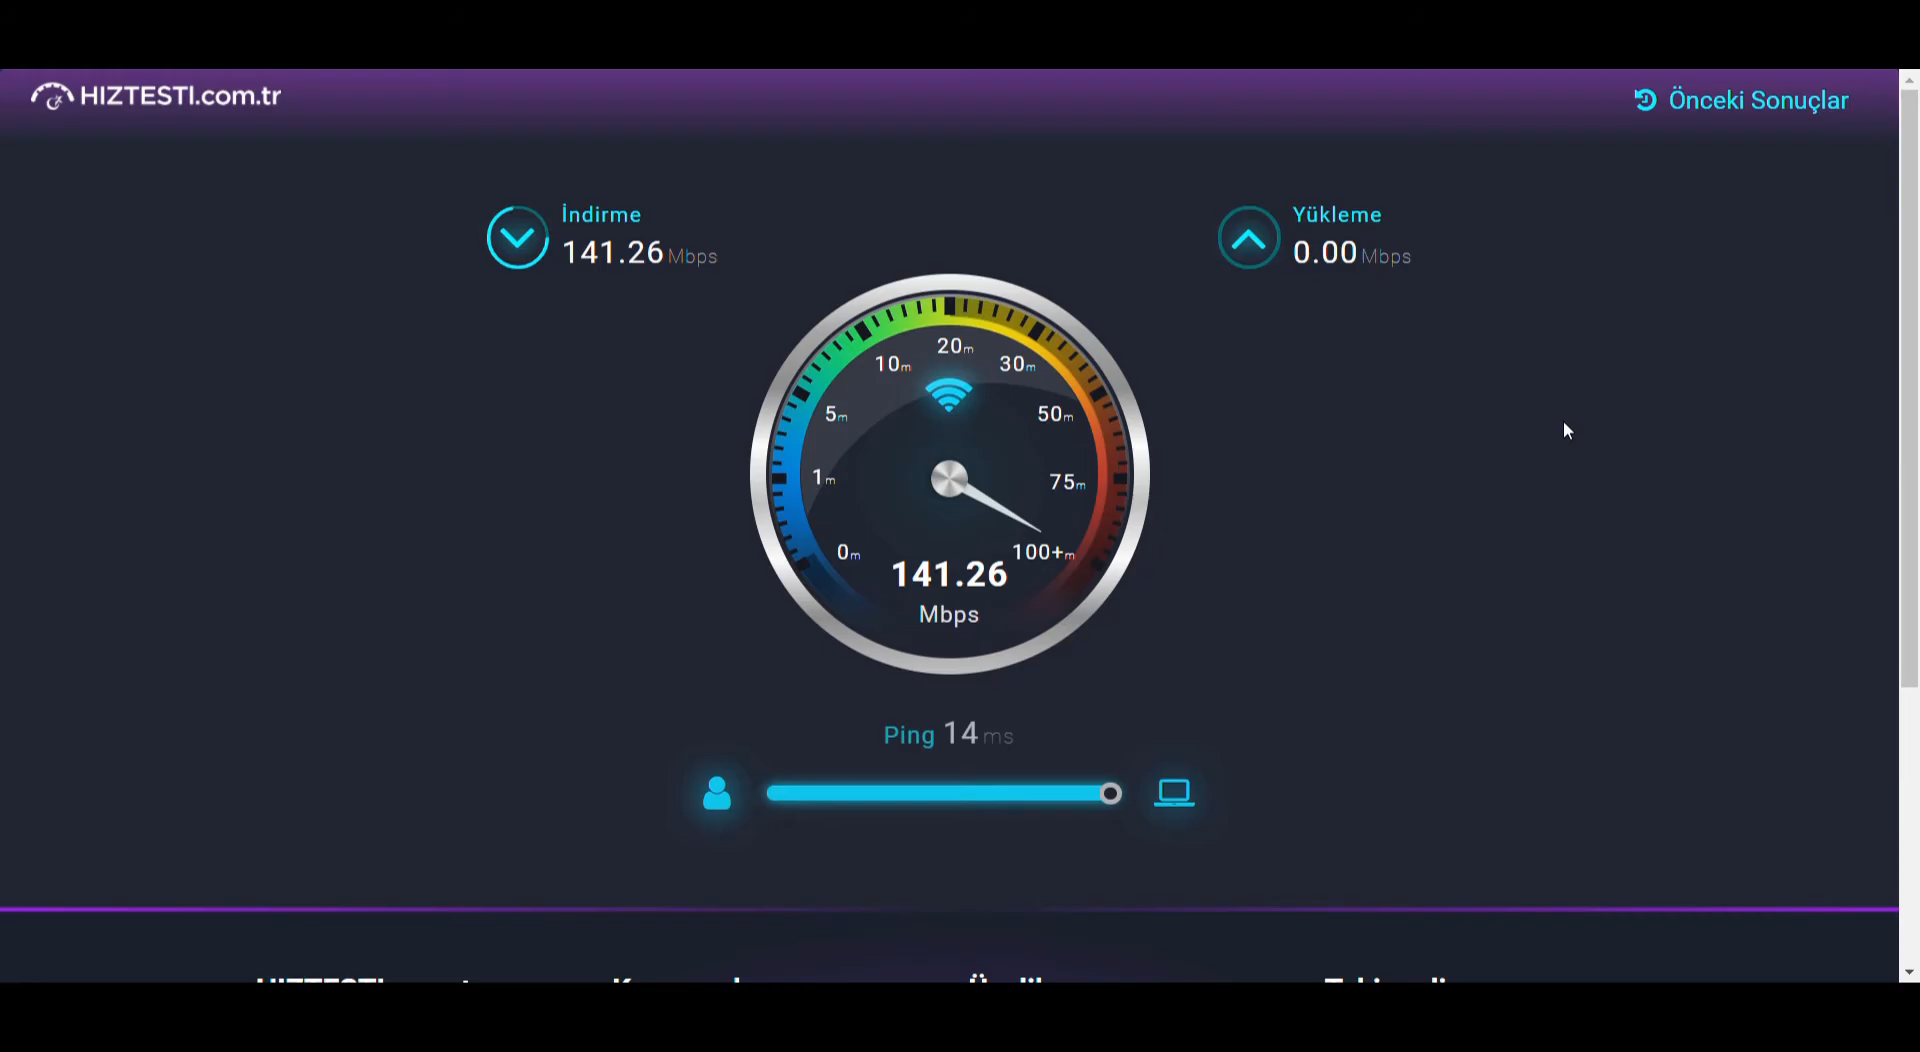 HIZTESTI.com.tr
Önceki Sonuçlar
İndirme
141.26 Mbps
Yükleme
0.00 Mbps
20m
10m
30m
5m
50m
1m
75m
0m
100+m
141.26
Mbps
Ping 14 ms